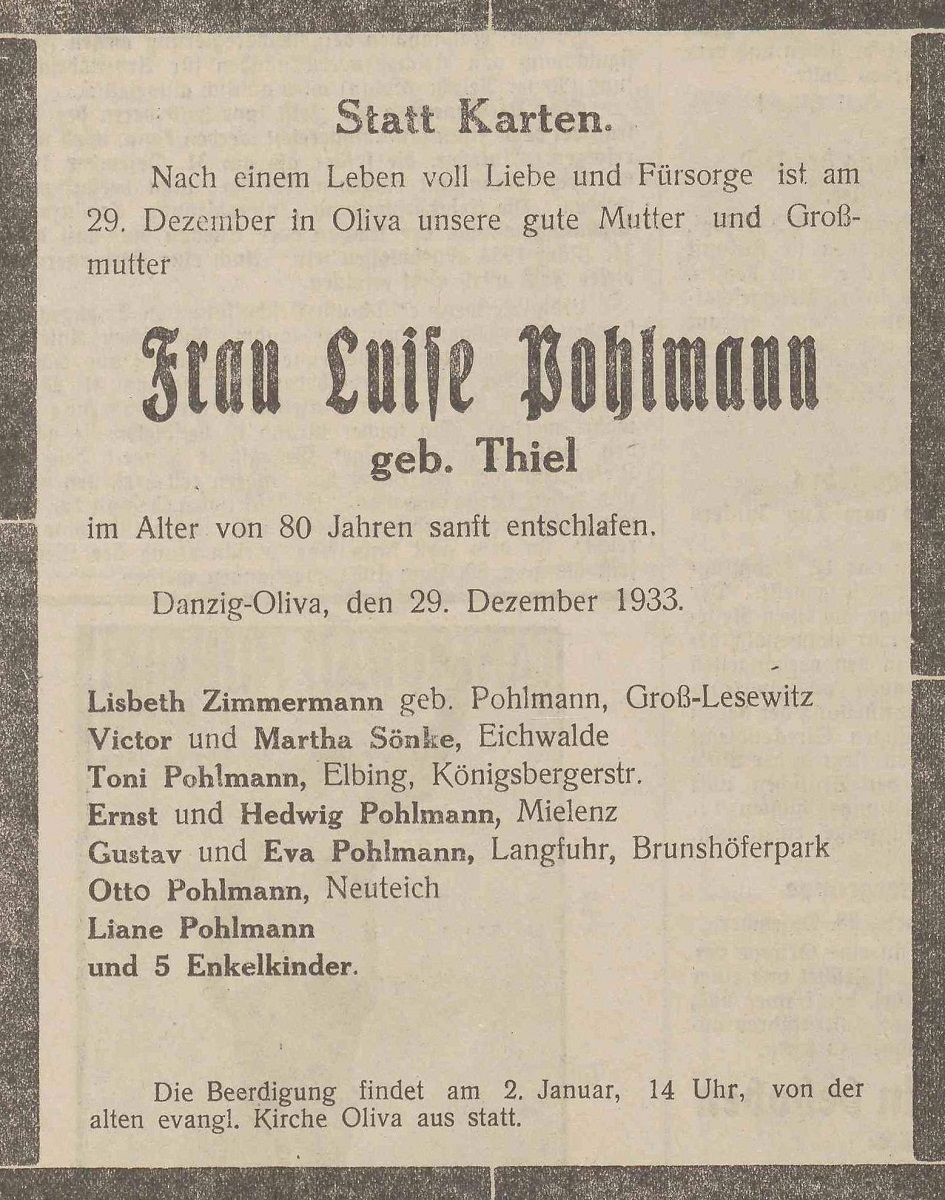 Statt Karten.
Nach einem Leben voll Liebe und Fürsorge ist am
29. Dezember in Oliva unsere gute Mutter und Groß-
mutter
Frau Luise Pohlmann
geb. Thiel
im Alter von 80 Jahren sanft entschlafen.
Danzig-Oliva, den 29. Dezember 1933.
Lisbeth Zimmermann geb. Pohlmann, Groß-Lesewitz
Victor und Martha Sönke, Eichwalde
Toni Pohlmann, Elbing, Königsbergerstr.
Ernst und Hedwig Pohlmann, Mielenz
Gustav und Eva Pohlmann, Langfuhr, Brunshöferpark
Otto Pohlmann, Neuteich
Liane Pohlmann
und 5 Enkelkinder.
Die Beerdigung findet am 2. Januar, 14 Uhr, von der
alten evangl. Kirche Oliva aus statt.